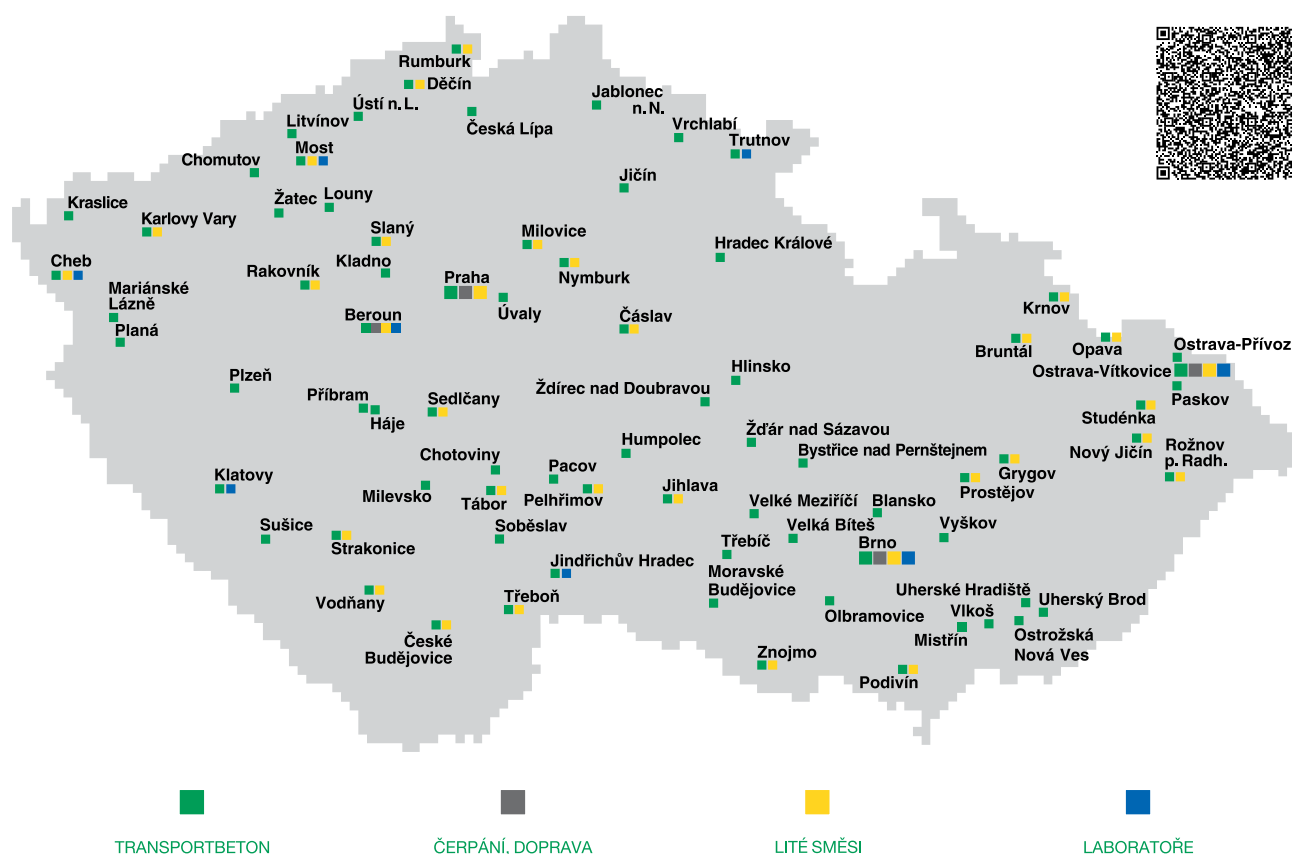 Rumburk
Děčín
Ústí n. L.
Česká Lípa
Jablonec
n. N.
Litvínov
Most
Vrchlabí
Trutnov
Chomutov
Jičín
Žatec
Louny
Kraslice
Karlovy Vary
Slaný
Milovice
Hradec Králové
Cheb
Rakovník
Kladno
Praha
Nymburk
Mariánské
Lázně
Planá
Beroun
Úvaly
Čáslav
Krnov
Bruntál
Opava
Ostrava-Přívoz
Ostrava-Vítkovice
Paskov
Plzeň
Příbram
Háje
Sedlčany
Ždírec nad Doubravou
Hlinsko
Studénka
Žďár nad Sázavou
Nový Jičín
Rožnov
p. Radh.
Humpolec
Bystřice nad Pernštejnem
Chotoviny
Pacov
Grygov
Klatovy
Milevsko
Tábor
Pelhřimov
Jihlava
Prostějov
Velké Meziříčí
Blansko
Sušice
Strakonice
Soběslav
Velká Bíteš
Vyškov
Třebíč
Brno
Jindřichův Hradec
Moravské
Budějovice
Vodňany
Třeboň
Olbramovice
Uherské Hradiště
Uherský Brod
Vlkoš
Mistřín
Ostrožská
Nová Ves
České
Budějovice
Znojmo
Podivín
TRANSPORTBETON
ČERPÁNÍ, DOPRAVA
LITÉ SMĚSI
LABORATOŘE